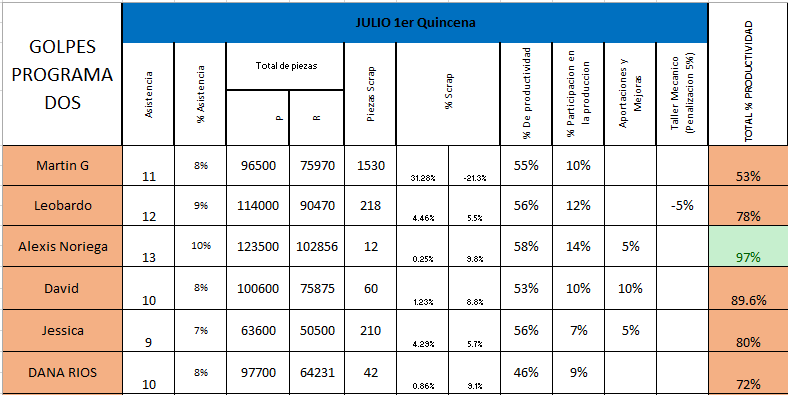 JULIO 1er Quincena
GOLPES
PROGRAMA
DOS
Asistencia
% Asistencia
Total de piezas
P
R
Piezas Scrap
% Scrap
% De productividad
% Participacion en
la produccion
Aportaciones y
Mejoras
Taller Mecanico
(Penalizacion 5%)
TOTAL % PRODUCTIVIDAD
Martin G 11 8% 96500 75970 1530 31.28% -21.3% 55% 10% 53%
Leobardo 12 9% 114000 90470 218 4.46% 5.5% 56% 12% -5% 78%
Alexis Noriega 13 10% 123500 102856 12 0.25% 9.8% 58% 14% 5% 97%
David 10 8% 100600 75875 60 1.23% 8.8% 53% 10% 10% 89.6%
Jessica 9 7% 63600 50500 210 4.29% 5.7% 56% 7% 5% 80%
DANA RIOS 10 8% 97700 64231 42 0.86% 9.1% 46% 9% 72%